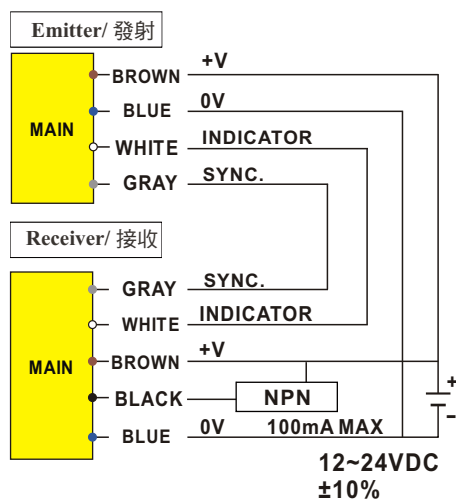 Emitter/ 發射
MAIN
BROWN +V
BLUE 0V
WHITE INDICATOR
GRAY SYNC.
Receiver/ 接收
MAIN
GRAY SYNC.
WHITE INDICATOR
BROWN +V
BLACK NPN
BLUE 0V 100mA MAX
+
−
12~24VDC
±10%